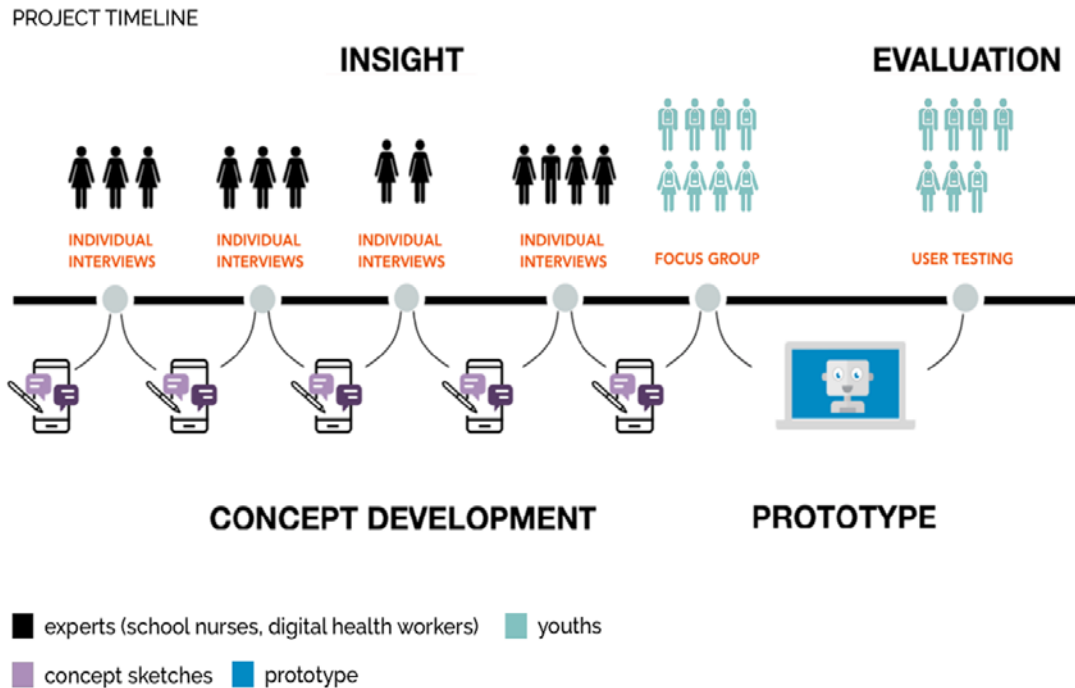 PROJECT TIMELINE
INSIGHT
EVALUATION
INDIVIDUAL
INTERVIEWS
INDIVIDUAL
INTERVIEWS
INDIVIDUAL
INTERVIEWS
INDIVIDUAL
INTERVIEWS
FOCUS GROUP
USER TESTING
CONCEPT DEVELOPMENT
PROTOTYPE
experts (school nurses, digital health workers)
youths
concept sketches
prototype